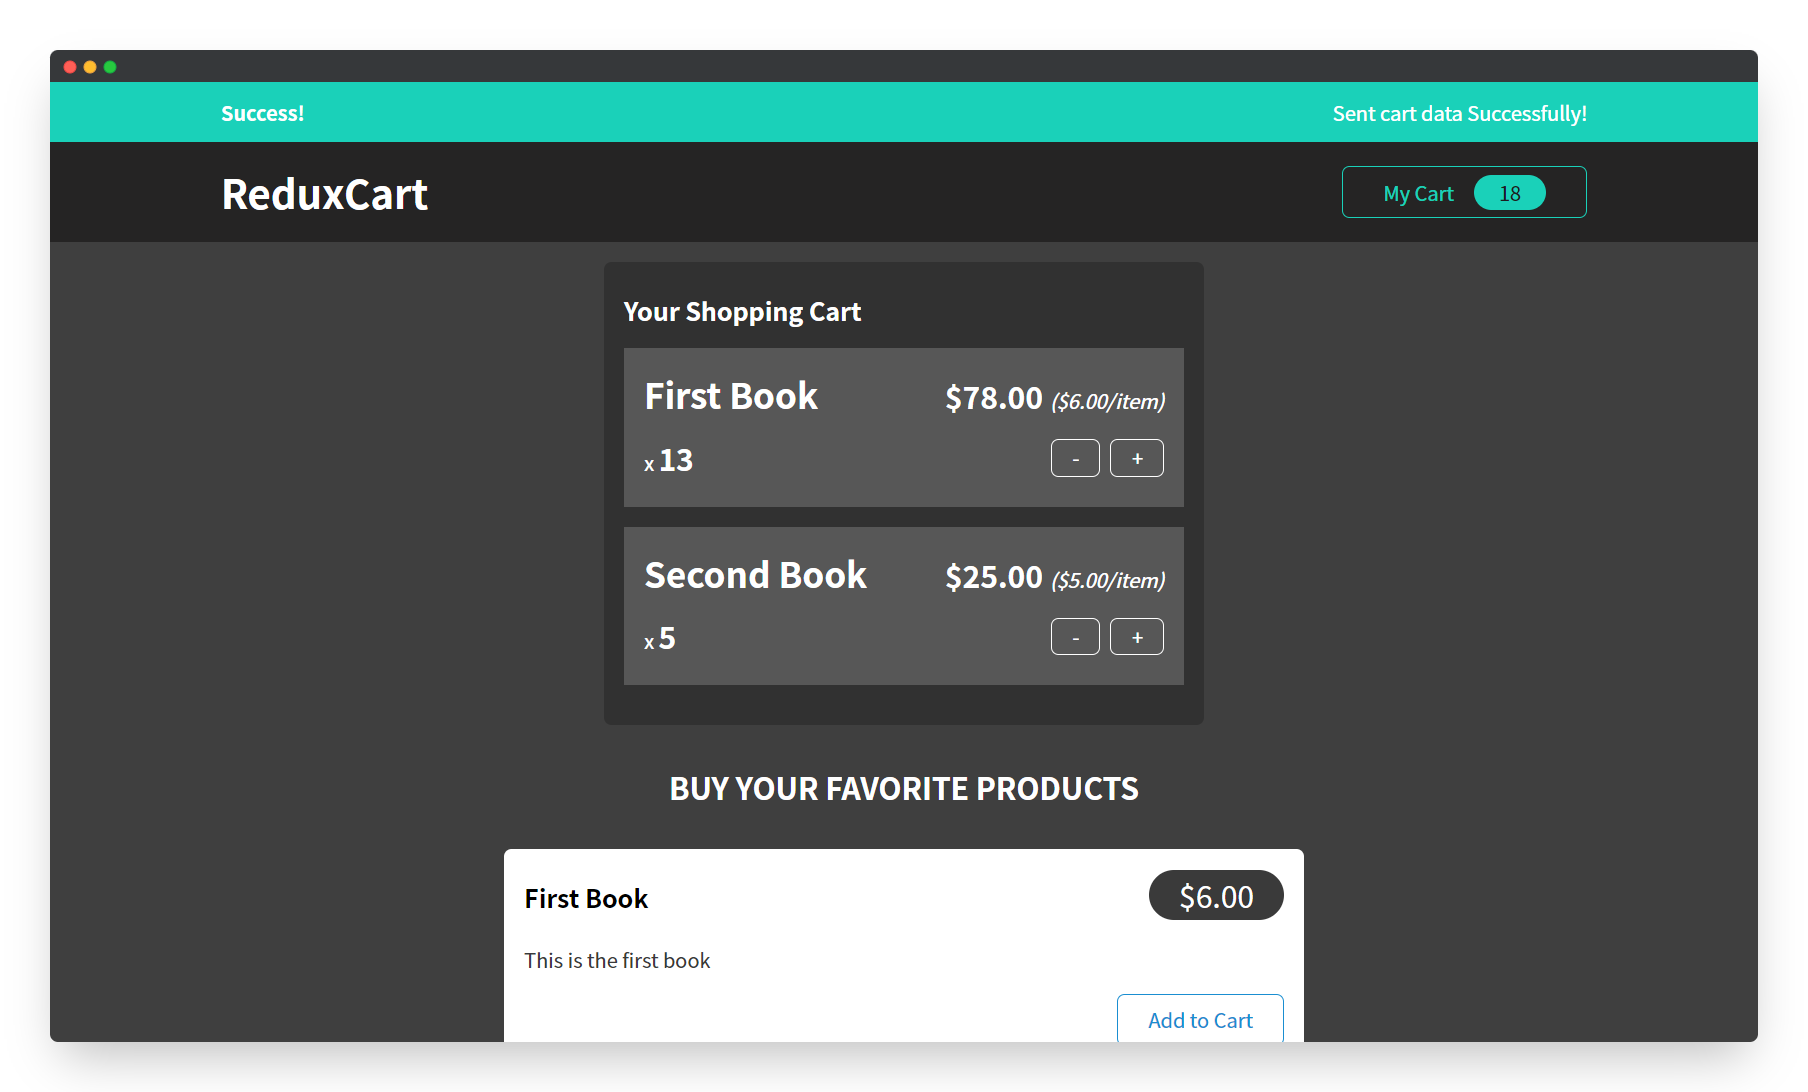 Success! Sent cart data Successfully!
ReduxCart My Cart 18
Your Shopping Cart
First Book $78.00 ($6.00/item)
x 13 - +
Second Book $25.00 ($5.00/item)
x 5 - +
BUY YOUR FAVORITE PRODUCTS
First Book $6.00
This is the first book
Add to Cart